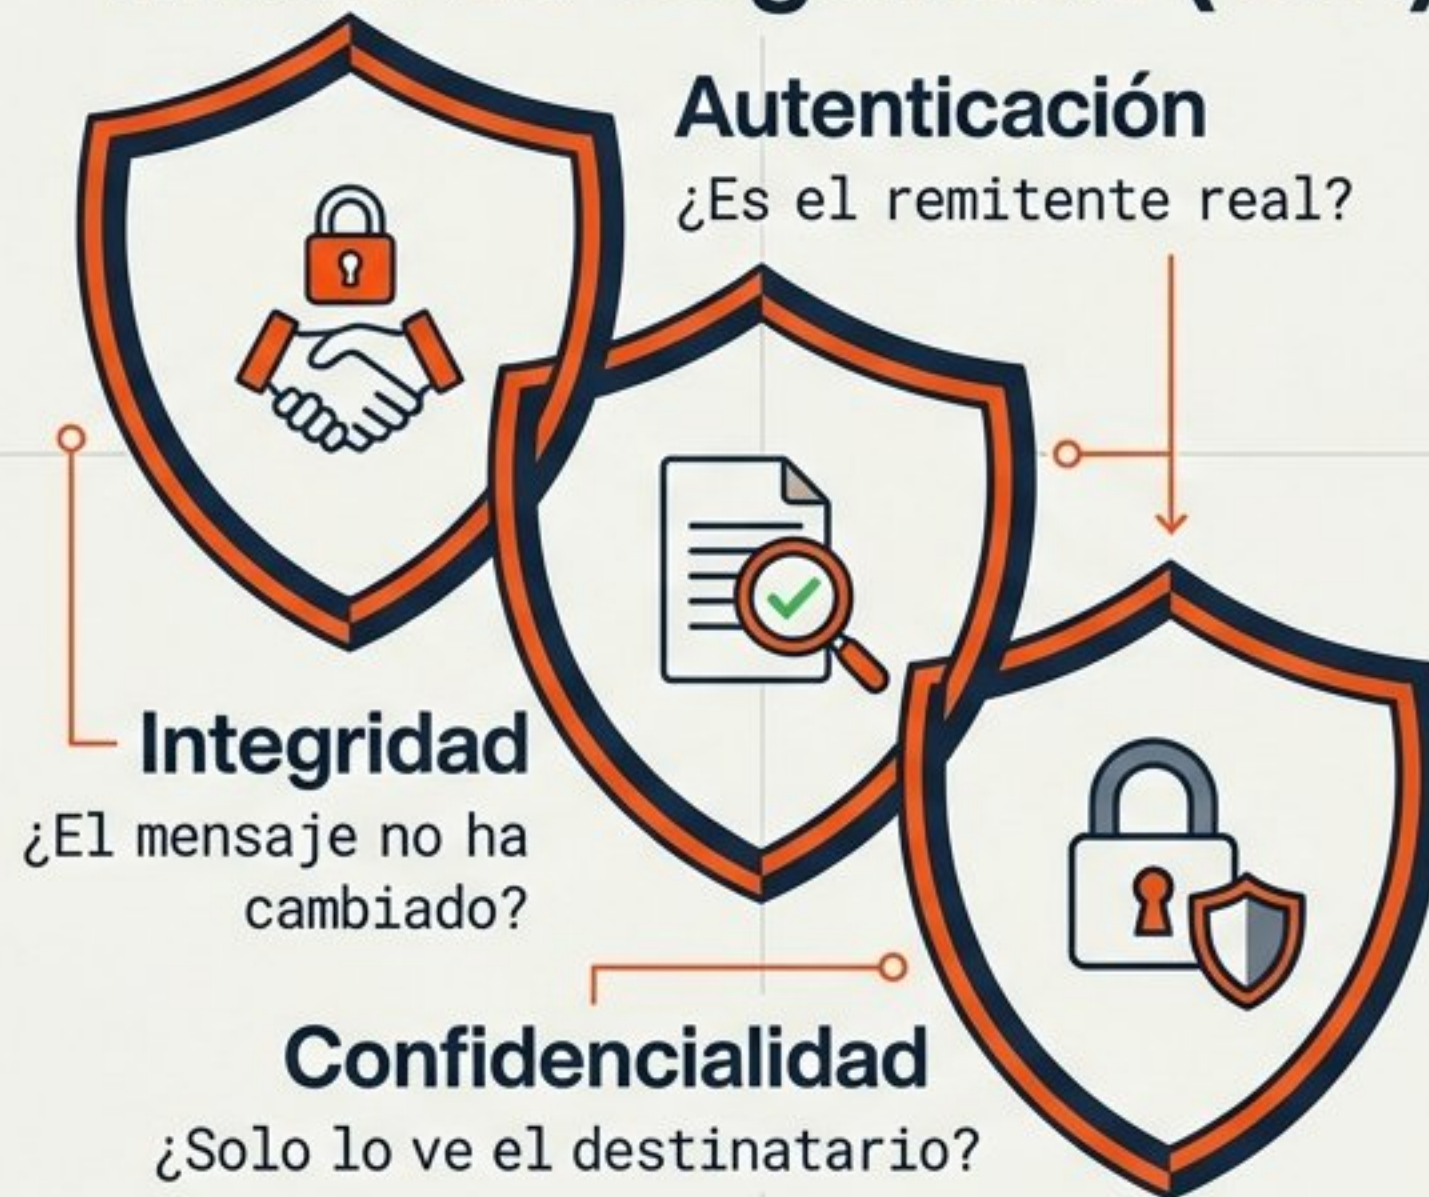 Autenticación
¿Es el remitente real?
Integridad
¿El mensaje no ha
cambiado?
Confidencialidad
¿Solo lo ve el destinatario?